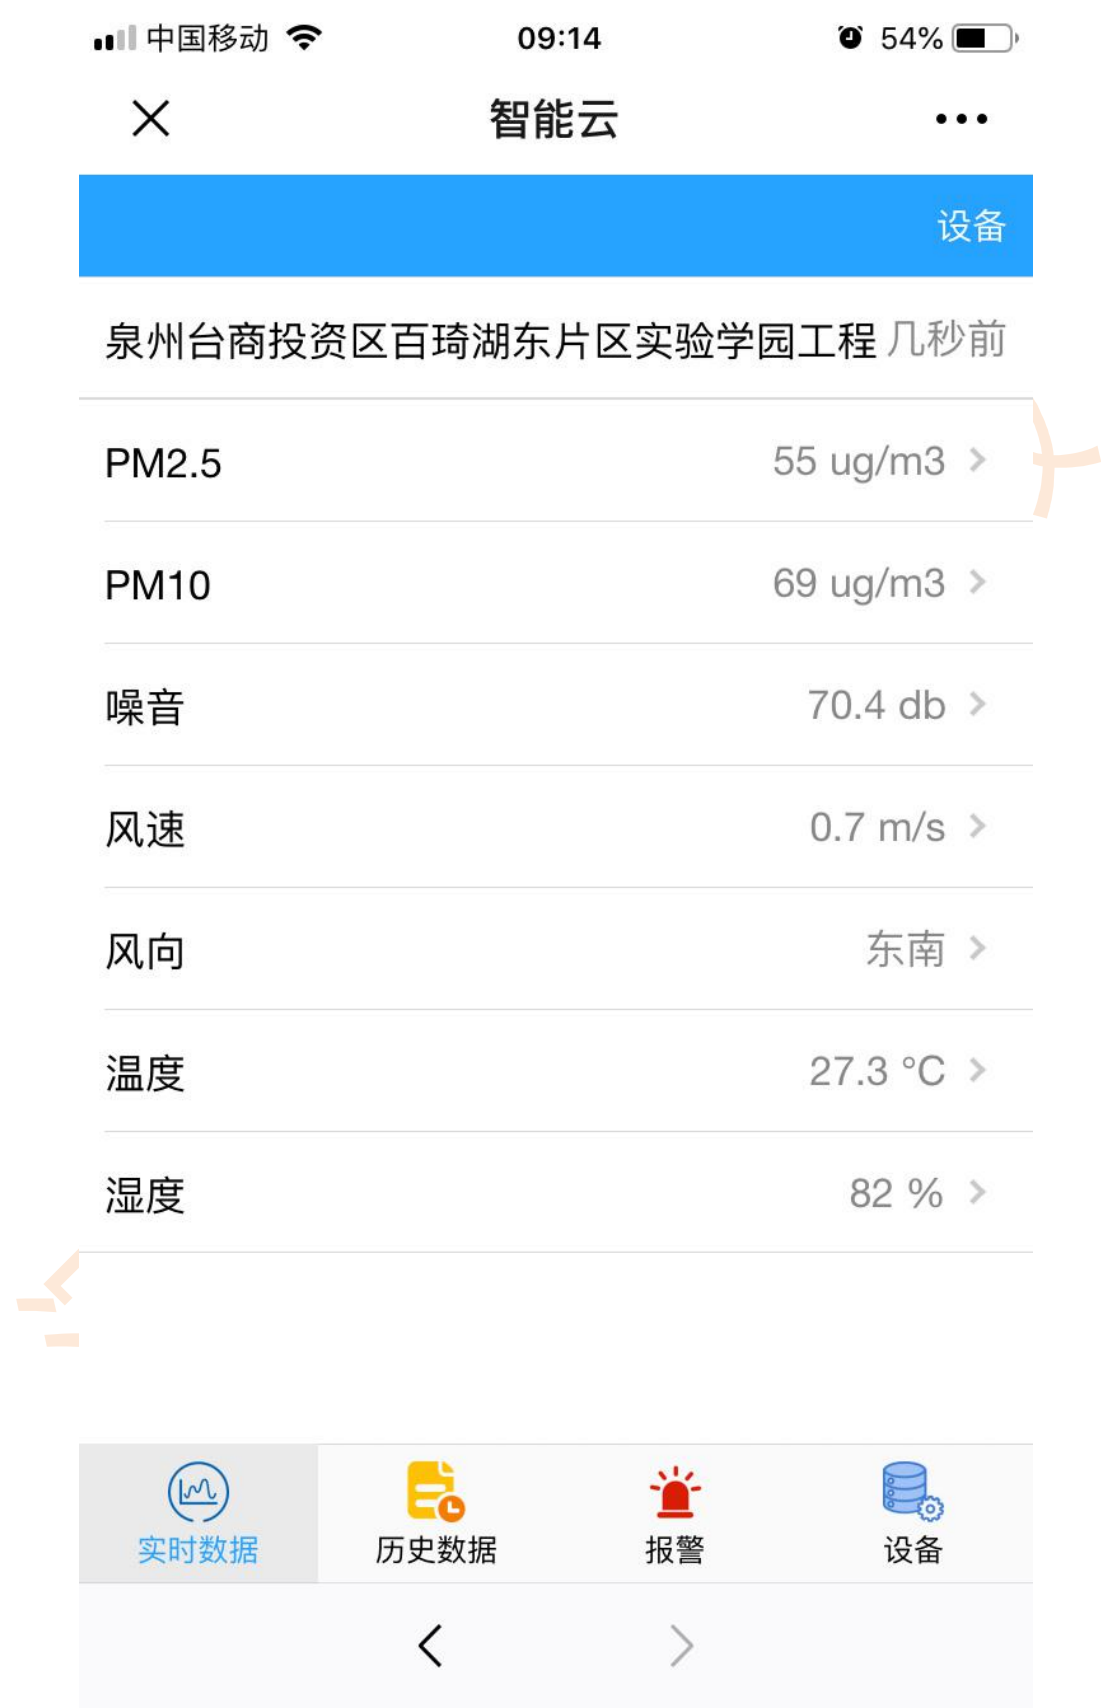 中国移动 09:14 54%
智能云
设备
泉州台商投资区百琦湖东片区实验学园工程 几秒前
PM2.5 55 ug/m3
PM10 69 ug/m3
噪音 70.4 db
风速 0.7 m/s
风向 东南
温度 27.3 °C
湿度 82 %
实时数据 历史数据 报警 设备